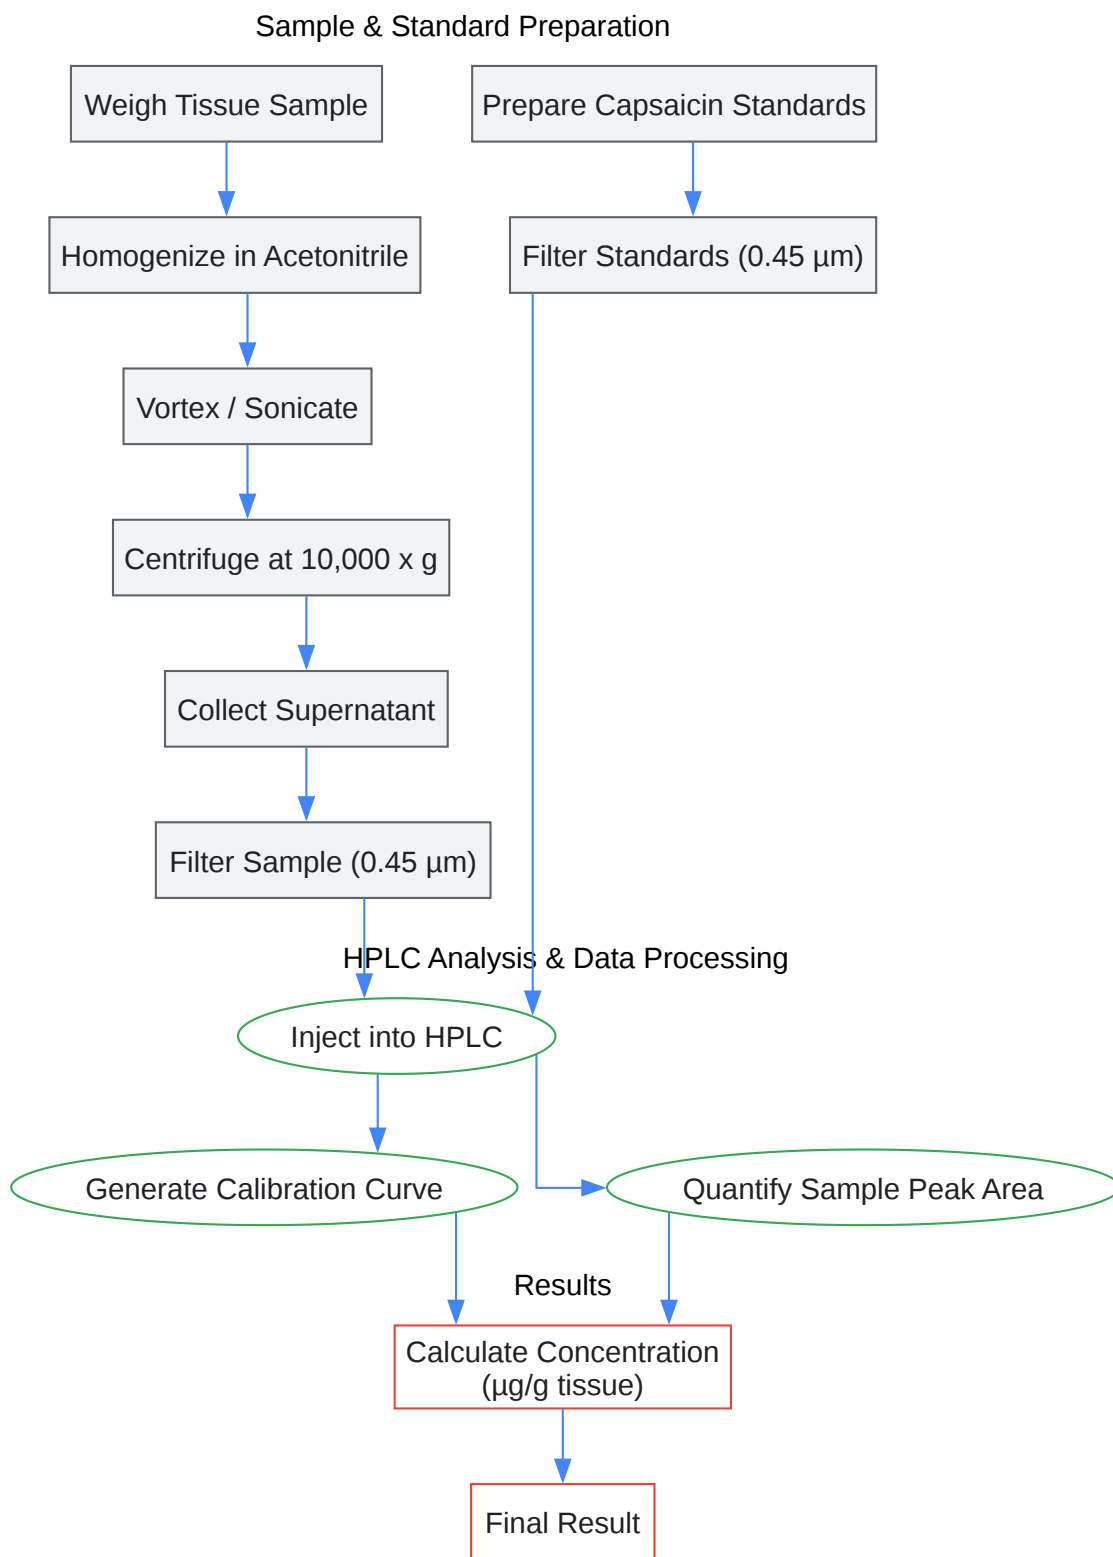 Sample & Standard Preparation
Weigh Tissue Sample
Prepare Capsaicin Standards
Homogenize in Acetonitrile
Filter Standards (0.45 µm)
Vortex / Sonicate
Centrifuge at 10,000 x g
Collect Supernatant
Filter Sample (0.45 µm)
HPLC Analysis & Data Processing
Inject into HPLC
Generate Calibration Curve
Quantify Sample Peak Area
Results
Calculate Concentration
(µg/g tissue)
Final Result